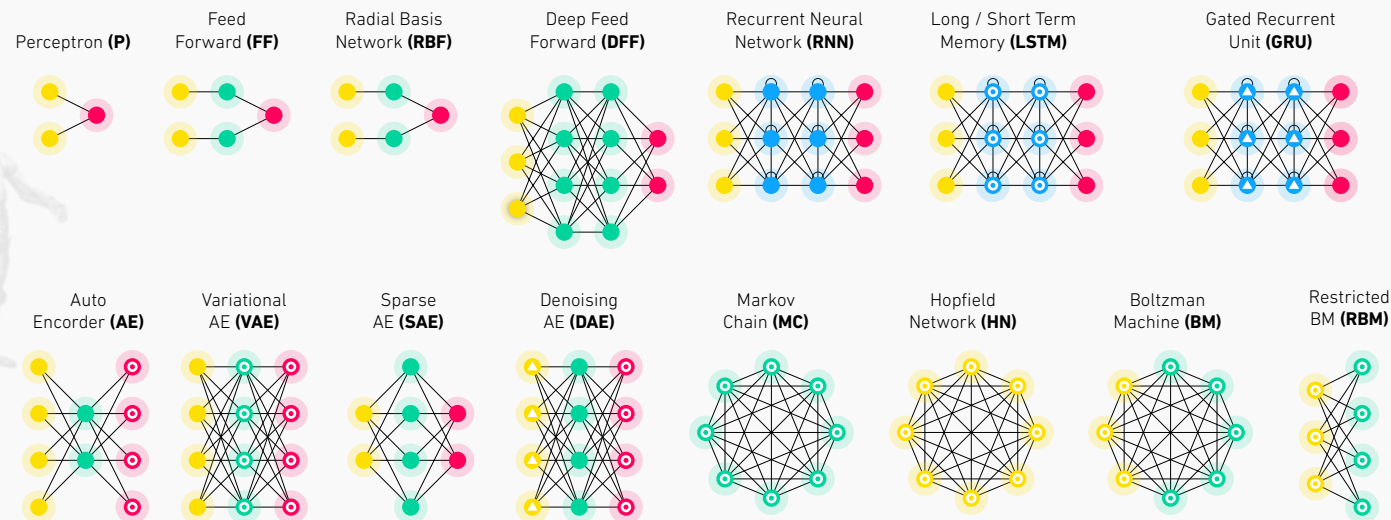 Perceptron (P)
Feed
Forward (FF)
Radial Basis
Network (RBF)
Deep Feed
Forward (DFF)
Recurrent Neural
Network (RNN)
Long / Short Term
Memory (LSTM)
Gated Recurrent
Unit (GRU)
Auto
Encorder (AE)
Variational
AE (VAE)
Sparse
AE (SAE)
Denoising
AE (DAE)
Markov
Chain (MC)
Hopfield
Network (HN)
Boltzman
Machine (BM)
Restricted
BM (RBM)